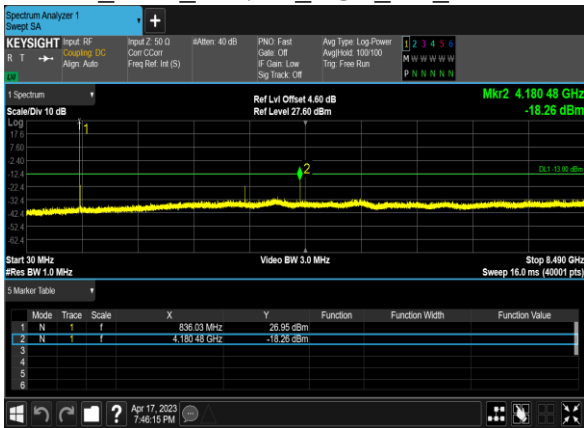 Spectrum Analyzer 1
Swept SA
+
KEYSIGHT
R T
LV
Input: RF
Coupling: DC
Align: Auto
Input Z: 50 Ω
Corr CCorr
Freq Ref: Int (S)
#Atten: 40 dB
PNO: Fast
Gate: Off
IF Gain: Low
Sig Track: Off
Avg Type: Log-Power
Avg|Hold: 100/100
Trig: Free Run
1 2 3 4 5 6
M W W W W W
P N N N N N
1 Spectrum
Scale/Div 10 dB
Ref Lvl Offset 4.60 dB
Ref Level 27.60 dBm
Mkr2 4.180 48 GHz
-18.26 dBm
Log
17.6
7.60
-2.40
-12.4
-22.4
-32.4
-42.4
-52.4
-62.4
1
2
DL1 -13.00 dBm
Start 30 MHz
#Res BW 1.0 MHz
Video BW 3.0 MHz
Stop 8.490 GHz
Sweep 16.0 ms (40001 pts)
5 Marker Table
Mode Trace Scale X Y Function Function Width Function Value
1 N 1 f 836.03 MHz 26.95 dBm
2 N 1 f 4.180 48 GHz -18.26 dBm
3
4
5
6
?
Apr 17, 2023
7:46:15 PM